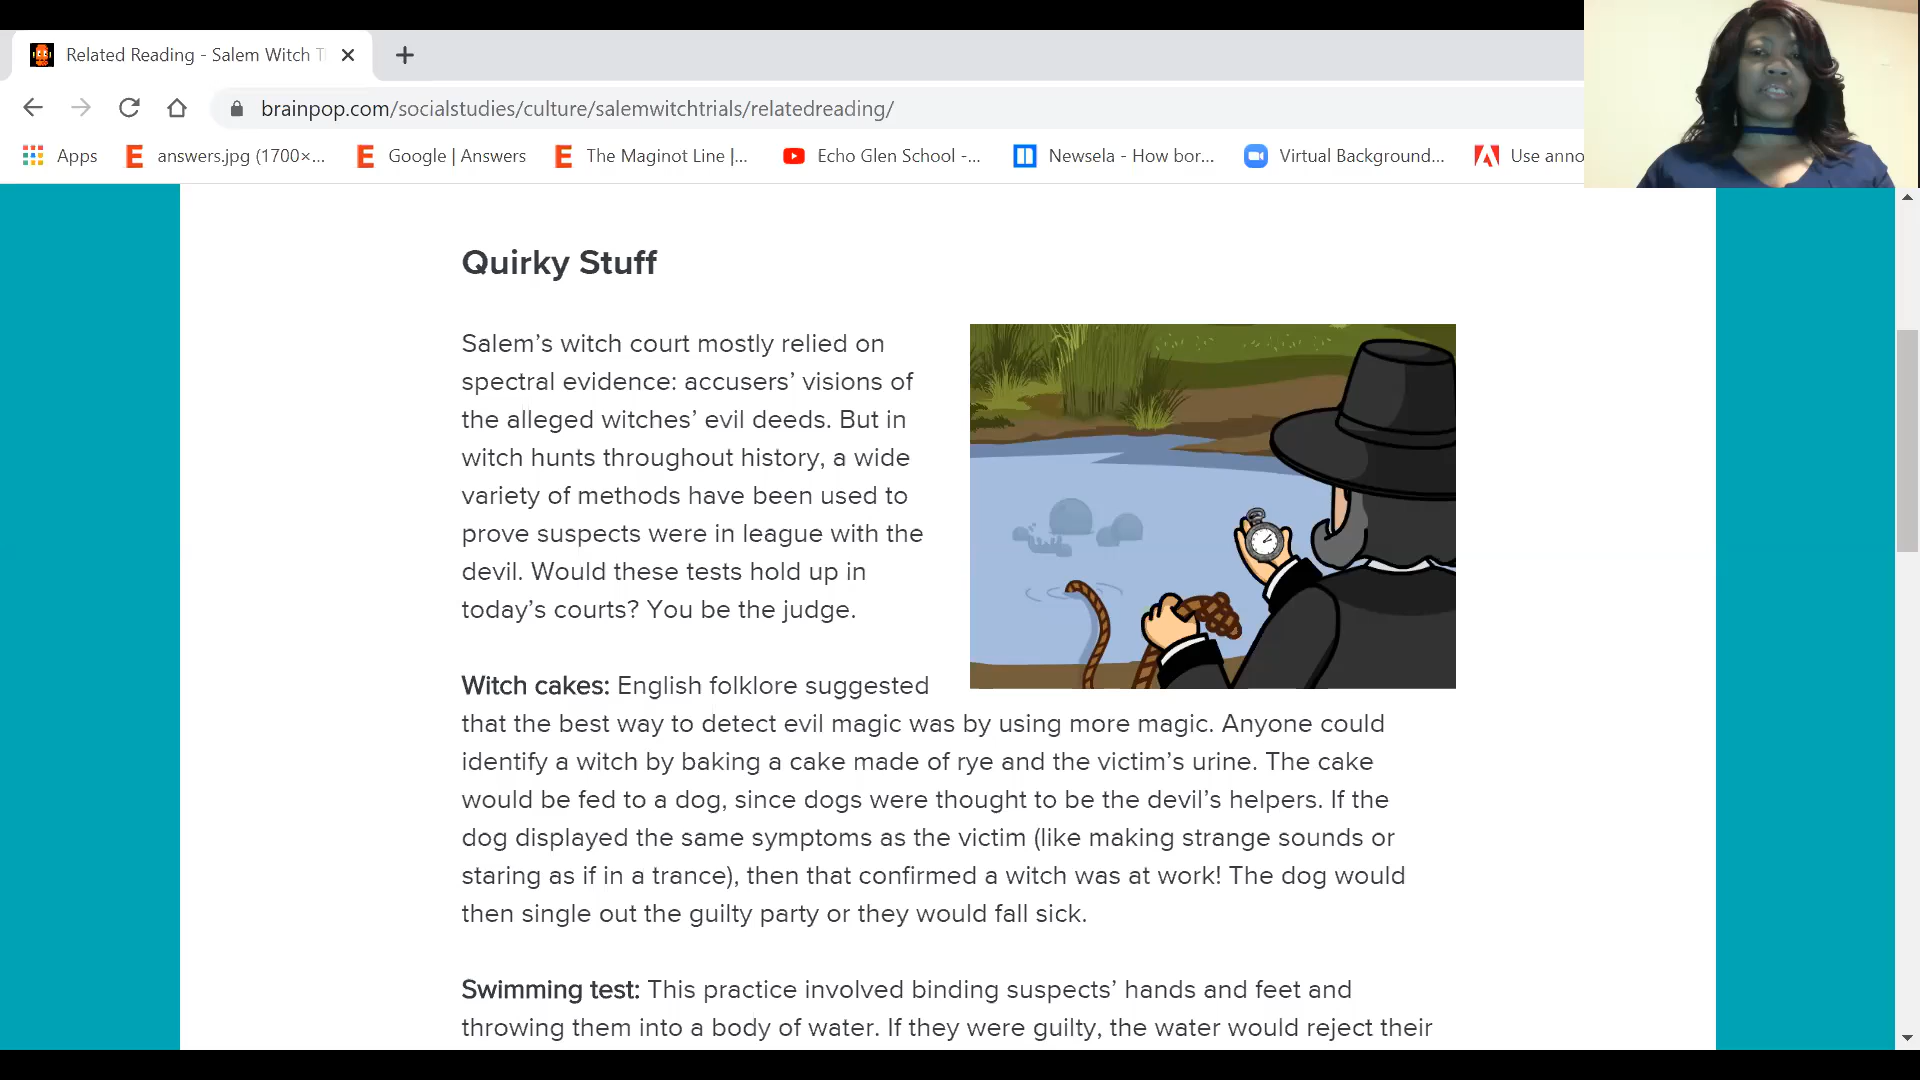 Related Reading - Salem Witch T
brainpop.com/socialstudies/culture/salemwitchtrials/relatedreading/
Apps
answers.jpg (1700×...
Google | Answers
The Maginot Line |...
Echo Glen School -...
Newsela - How bor...
Virtual Background...
Use anno
Quirky Stuff
Salem’s witch court mostly relied on
spectral evidence: accusers’ visions of
the alleged witches’ evil deeds. But in
witch hunts throughout history, a wide
variety of methods have been used to
prove suspects were in league with the
devil. Would these tests hold up in
today’s courts? You be the judge.
Witch cakes: English folklore suggested
that the best way to detect evil magic was by using more magic. Anyone could
identify a witch by baking a cake made of rye and the victim’s urine. The cake
would be fed to a dog, since dogs were thought to be the devil’s helpers. If the
dog displayed the same symptoms as the victim (like making strange sounds or
staring as if in a trance), then that confirmed a witch was at work! The dog would
then single out the guilty party or they would fall sick.
Swimming test: This practice involved binding suspects’ hands and feet and
throwing them into a body of water. If they were guilty, the water would reject their